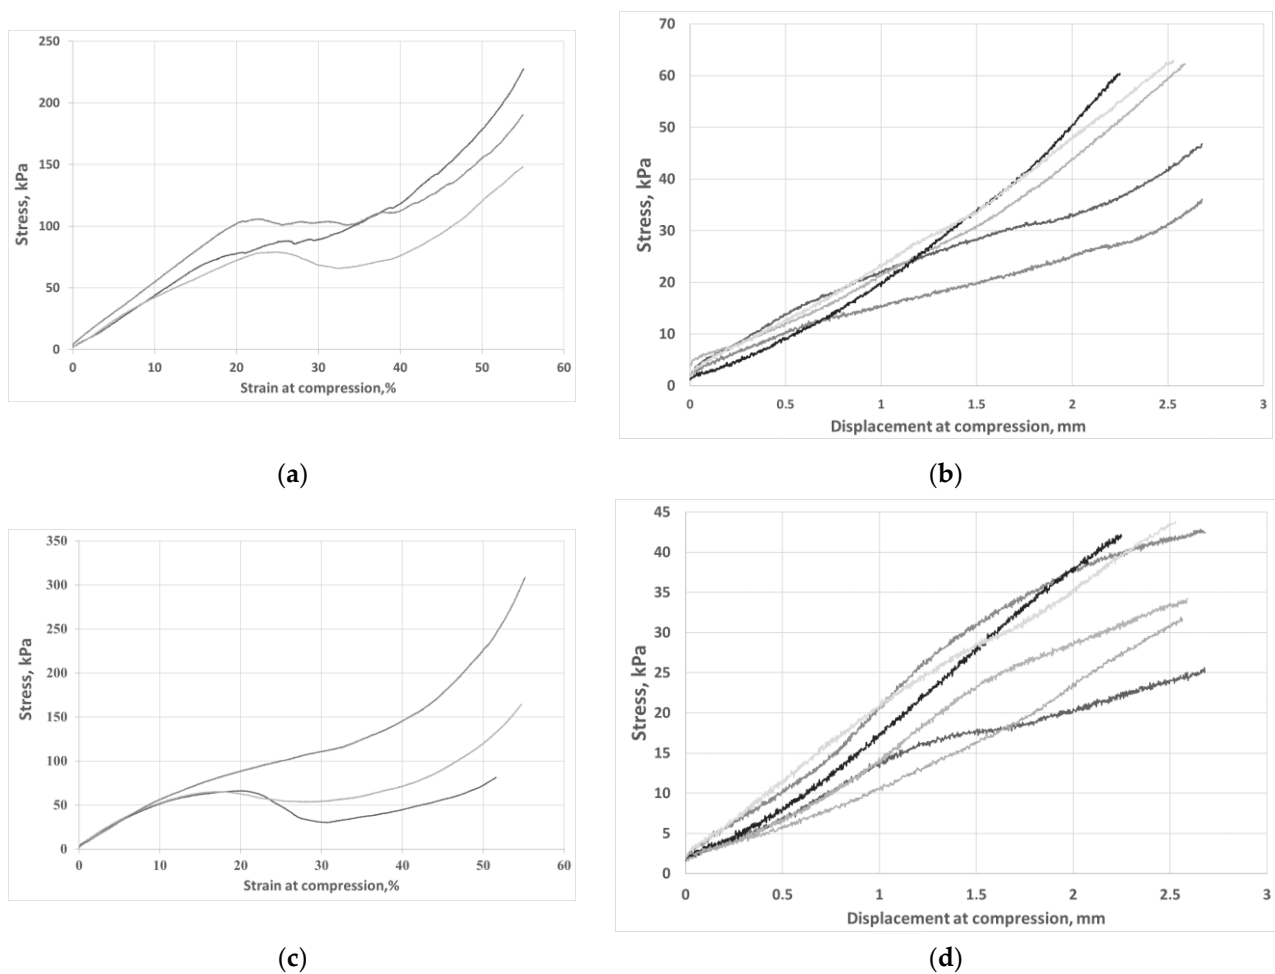 250
200
150
100
50
0
Stress, kPa
0 10 20 30 40 50 60
Strain at compression,%
(a)
70
60
50
40
30
20
10
0
Stress, kPa
0 0.5 1 1.5 2 2.5 3
Displacement at compression, mm
(b)
350
300
250
200
150
100
50
0
Stress, kPa
0 10 20 30 40 50 60
Strain at compression,%
(c)
45
40
35
30
25
20
15
10
5
0
Stress, kPa
0 0.5 1 1.5 2 2.5 3
Displacement at compression, mm
(d)